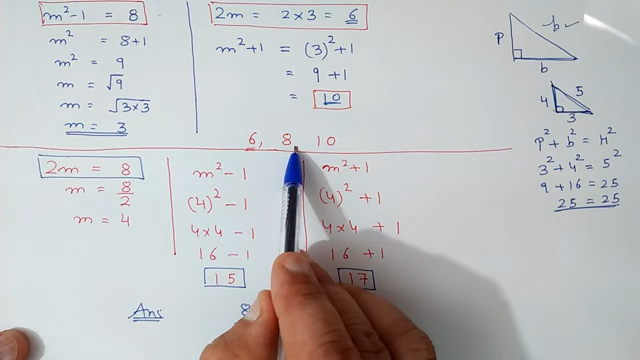 m² - 1 = 8
m² = 8+1
m² = 9
m = √9
m = √3×3
m = 3
2m = 2×3 = 6
m²+1 = (3)²+1
= 9 + 1
= 10
6, 8 10
P
h
b
4
5
3
P² + b² = H²
3² + 4² = 5²
9 + 16 = 25
25 = 25
2m = 8
m = 8/2
m = 4
m² - 1
(4)² - 1
4×4 - 1
16 - 1
15
m² + 1
(4)² + 1
4×4 + 1
16 + 1
17
Ans 8